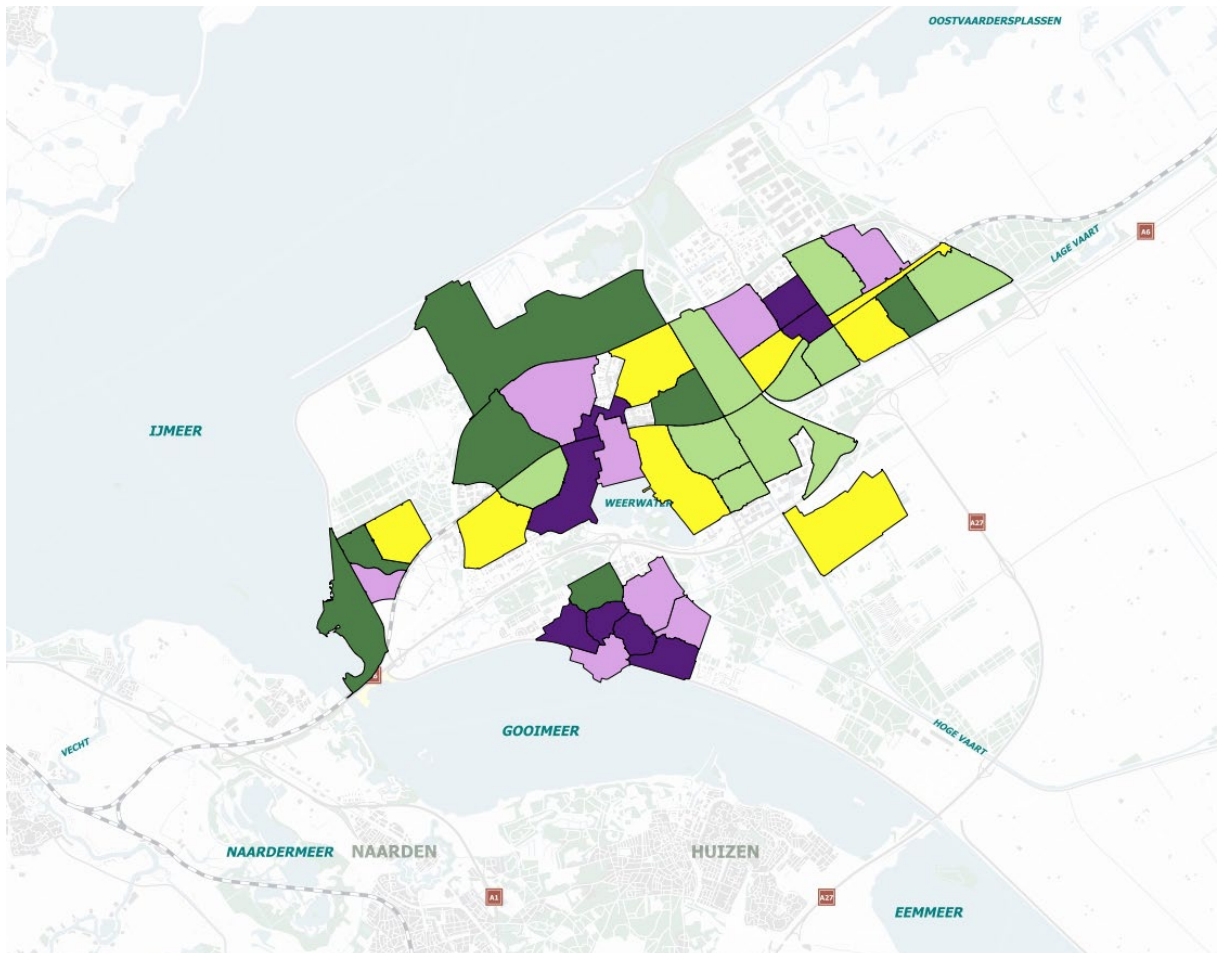 OOSTVAARDERSPLASSEN
A6
LAGE VAART
IJMEER
WEERWATER
A27
GOOIMEER
HOGE VAART
VECHT
NAARDERMEER
NAARDEN
HUIZEN
A1
A27
EEMMEER